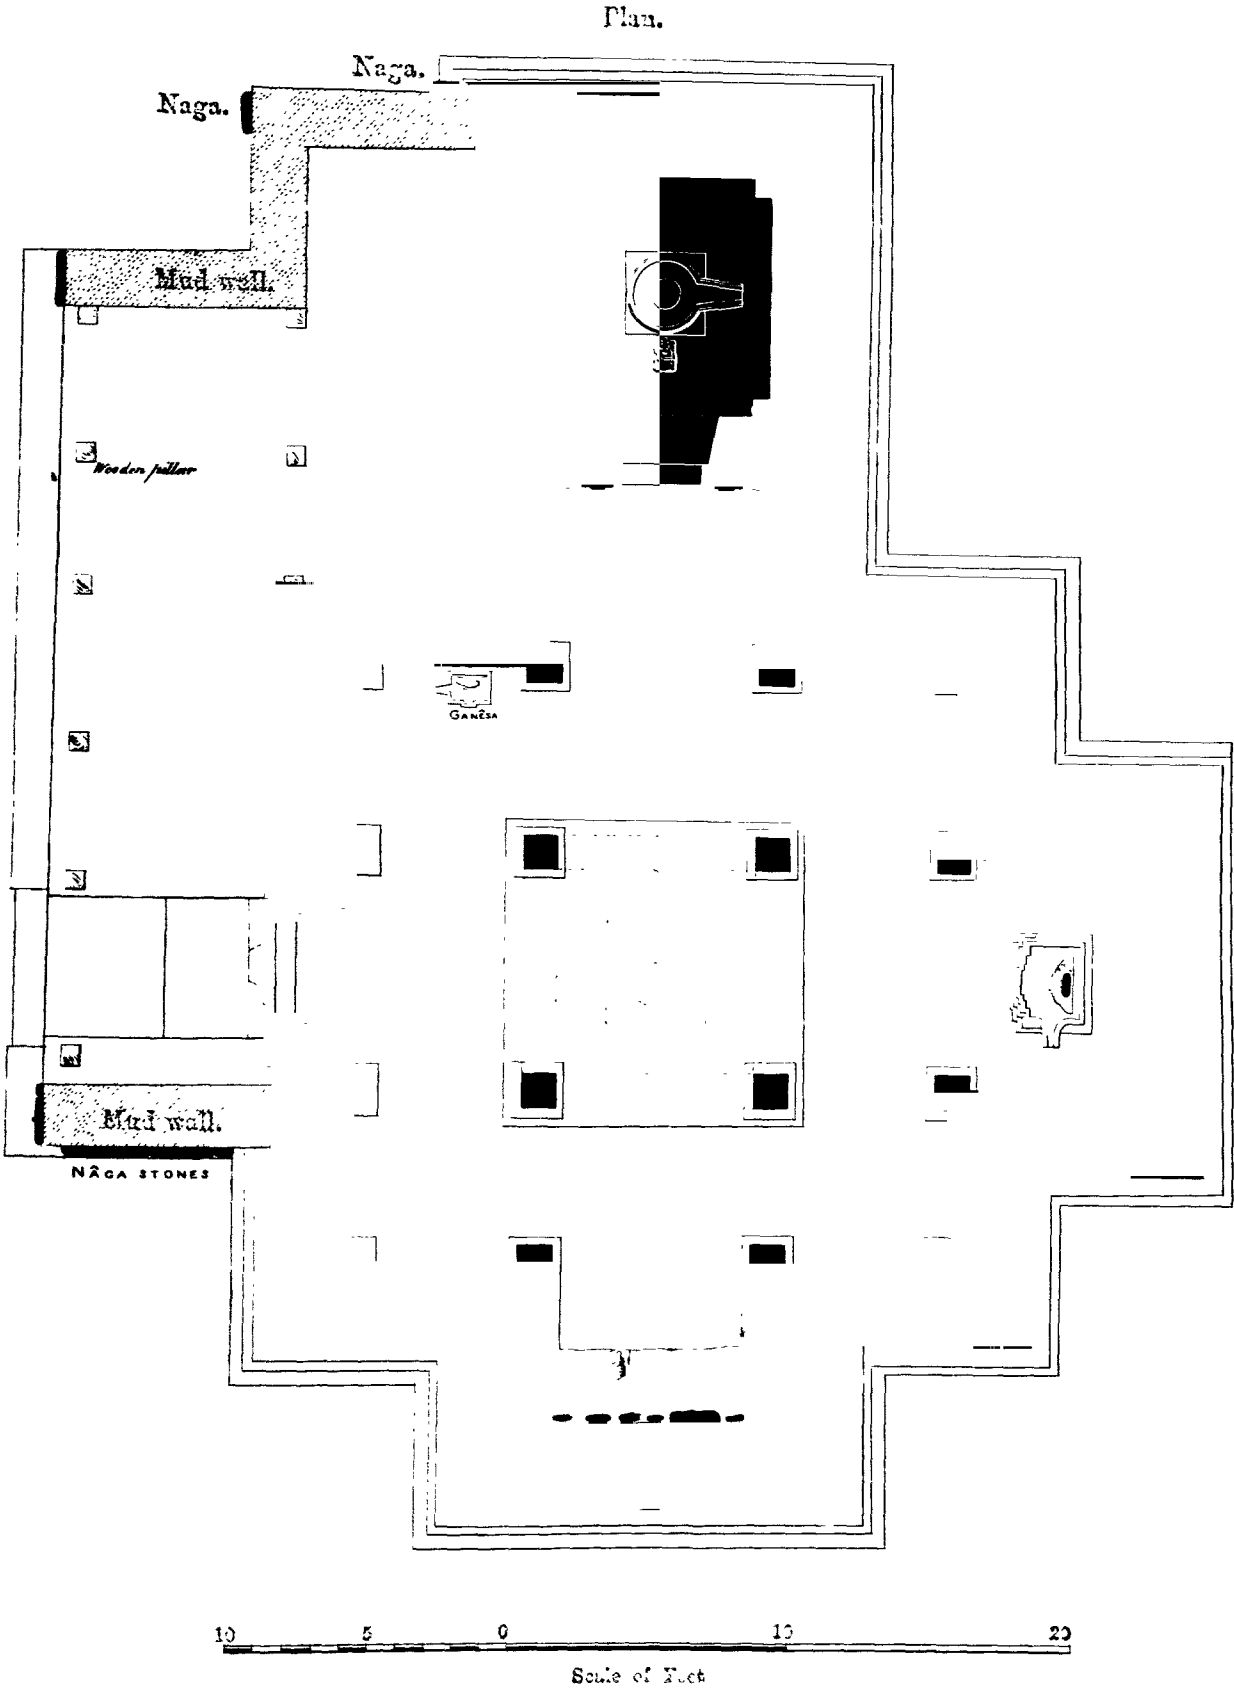 Plan.
Naga.
Naga.
Mud wall.
Wooden pillar
GANÊSA
Mud wall.
NÂGA STONES
10 5 0 10 20
Scale of Feet